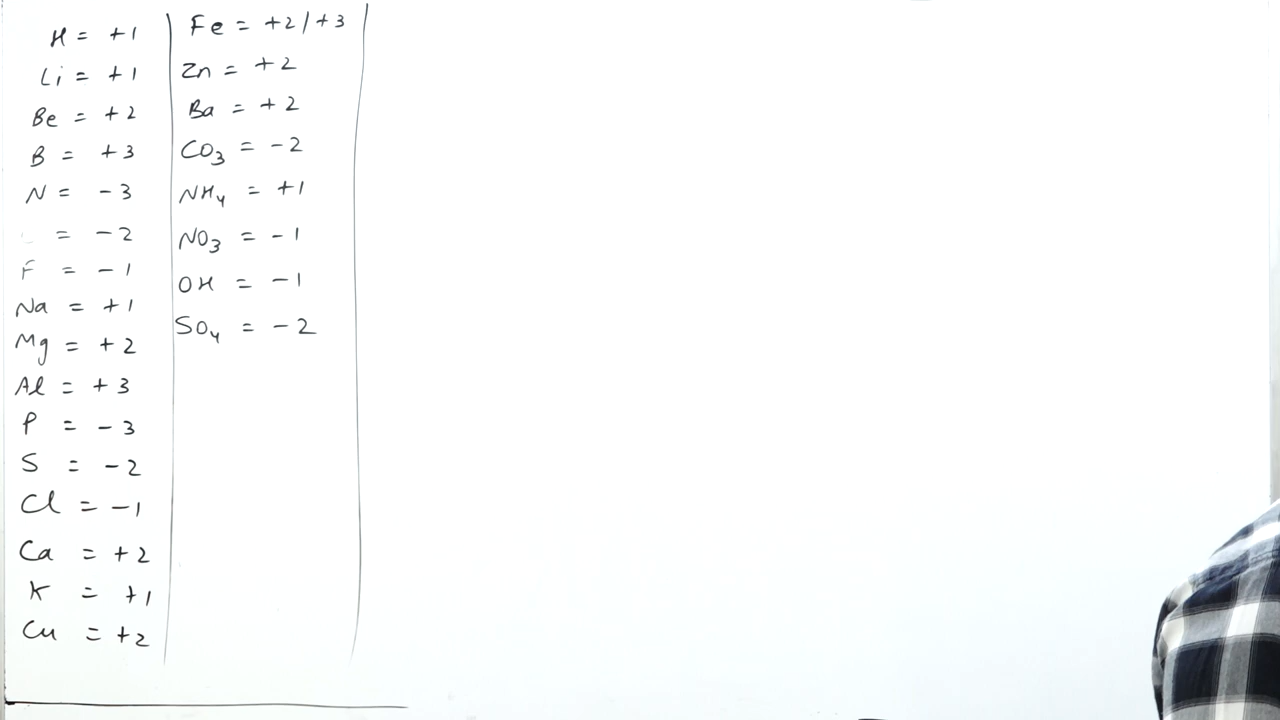 H = +1
Li = +1
Be = +2
B = +3
N = -3
= -2
F = -1
Na = +1
Mg = +2
Al = +3
P = -3
S = -2
Cl = -1
Ca = +2
K = +1
Cu = +2
Fe = +2/+3
Zn = +2
Ba = +2
CO₃ = -2
NH₄ = +1
NO₃ = -1
OH = -1
SO₄ = -2